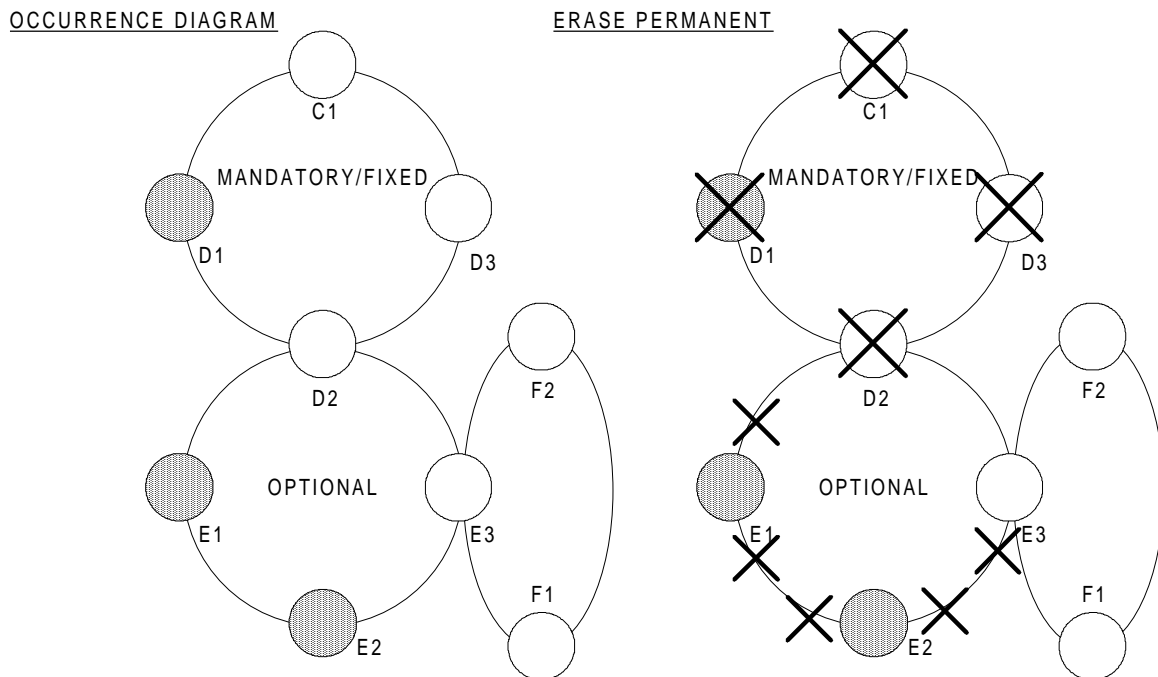 OCCURRENCE DIAGRAM
C1
MANDATORY/FIXED
D1
D3
D2
F2
OPTIONAL
E1
E3
F1
E2
ERASE PERMANENT
C1
MANDATORY/FIXED
D1
D3
D2
F2
OPTIONAL
E1
E3
F1
E2